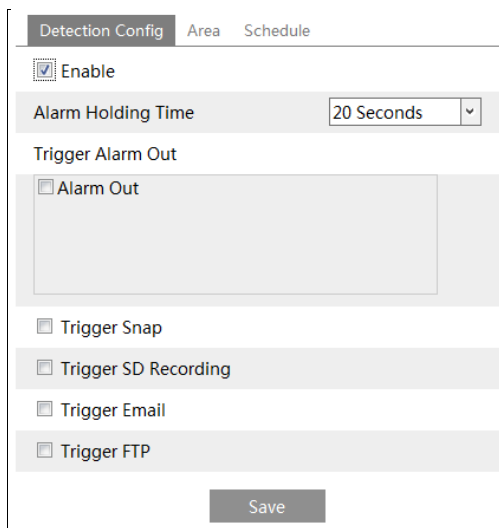 Detection Config Area Schedule
Enable
Alarm Holding Time 20 Seconds
Trigger Alarm Out
Alarm Out
Trigger Snap
Trigger SD Recording
Trigger Email
Trigger FTP
Save